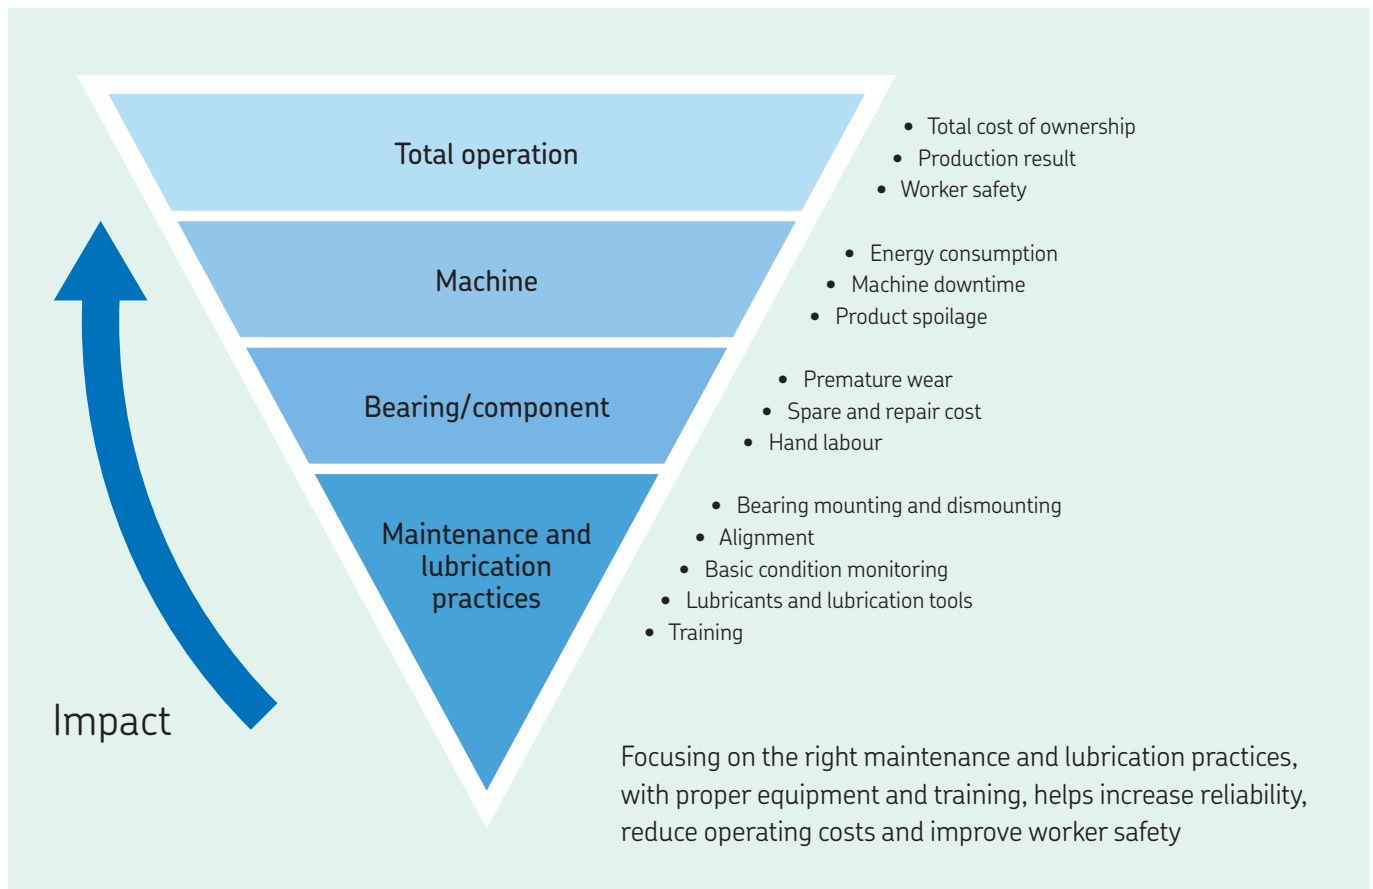 Total operation
• Total cost of ownership
• Production result
• Worker safety
Machine
• Energy consumption
• Machine downtime
• Product spoilage
Bearing/component
• Premature wear
• Spare and repair cost
• Hand labour
Maintenance and
lubrication
practices
• Bearing mounting and dismounting
• Alignment
• Basic condition monitoring
• Lubricants and lubrication tools
• Training
Impact
Focusing on the right maintenance and lubrication practices,
with proper equipment and training, helps increase reliability,
reduce operating costs and improve worker safety